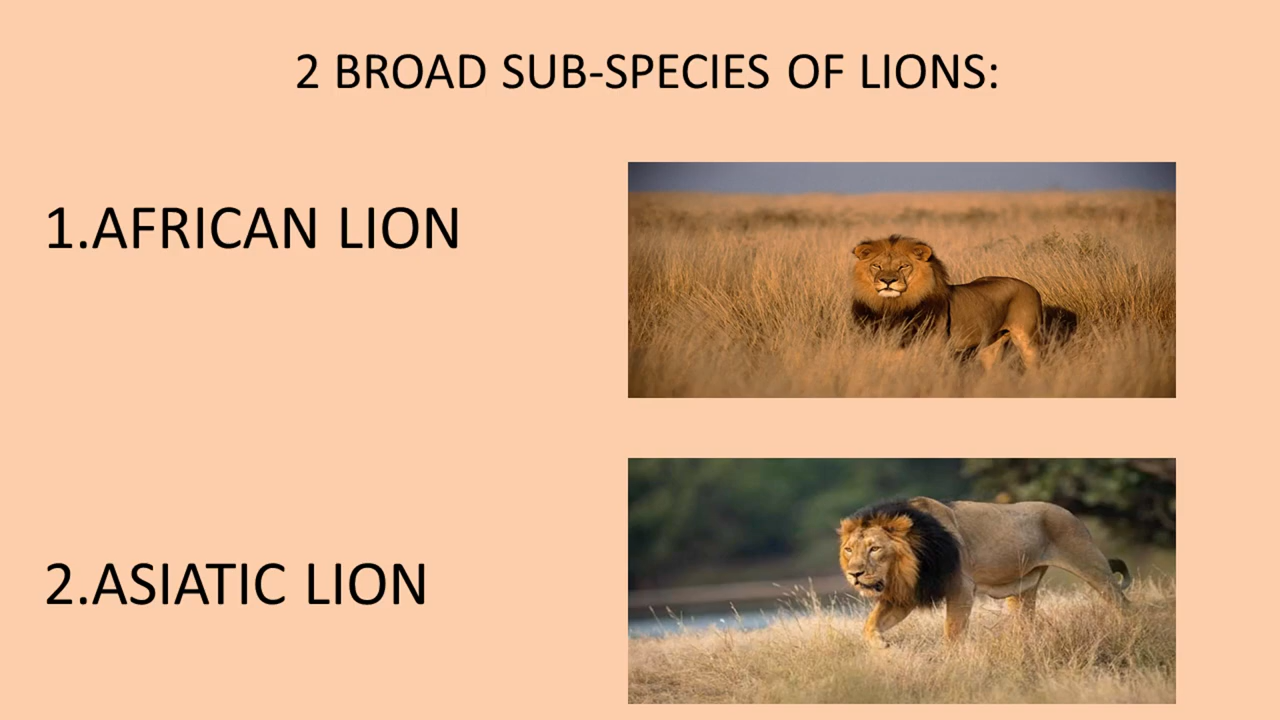 2 BROAD SUB-SPECIES OF LIONS:
1.AFRICAN LION
2.ASIATIC LION